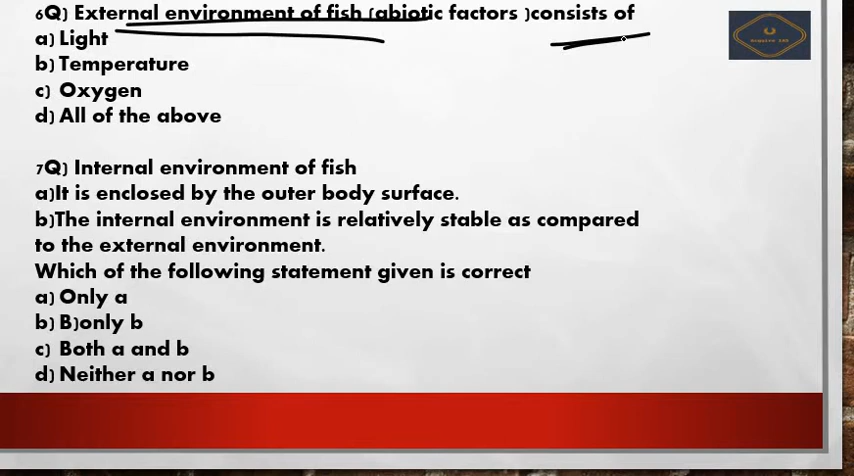 6Q) External environment of fish (abiotic factors )consists of
a) Light
b) Temperature
c) Oxygen
d) All of the above
7Q) Internal environment of fish
a)It is enclosed by the outer body surface.
b)The internal environment is relatively stable as compared
to the external environment.
Which of the following statement given is correct
a) Only a
b) B)only b
c) Both a and b
d) Neither a nor b